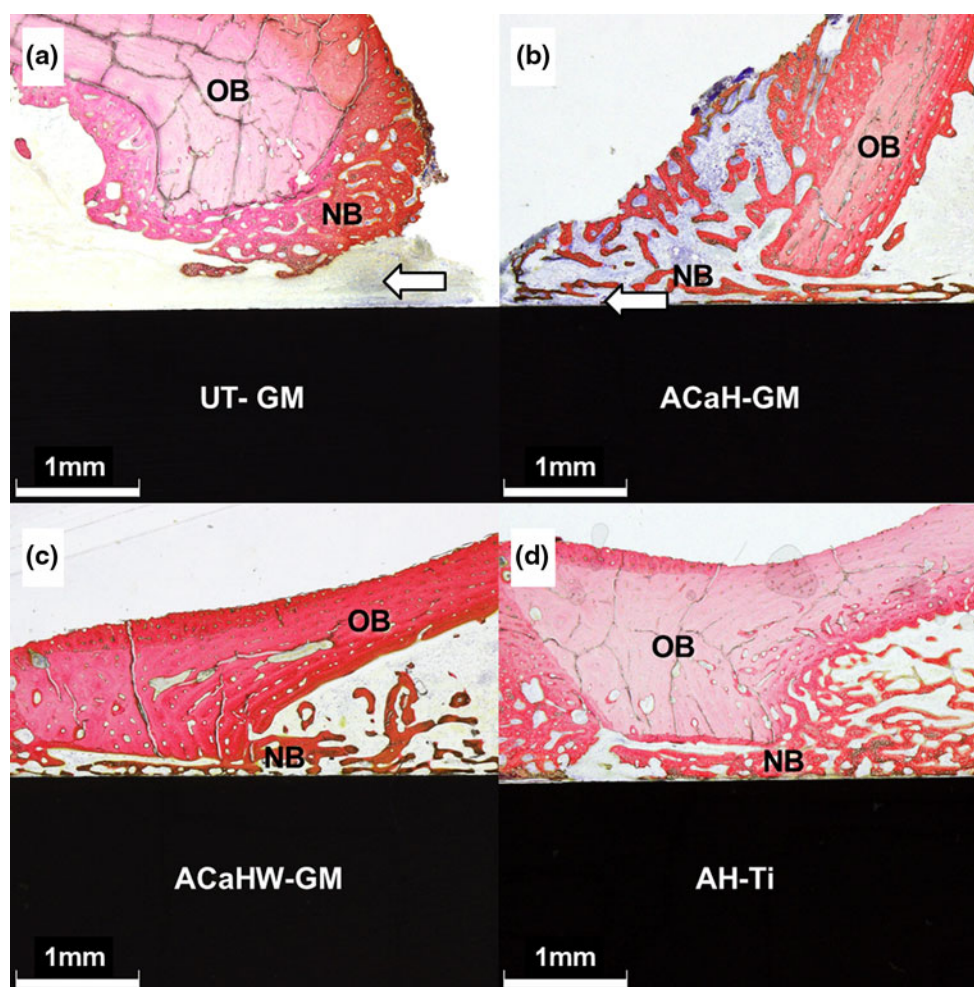 (a)
OB
NB
UT- GM
1mm
(b)
OB
NB
ACaH-GM
1mm
(c)
OB
NB
ACaHW-GM
1mm
(d)
OB
NB
AH-Ti
1mm